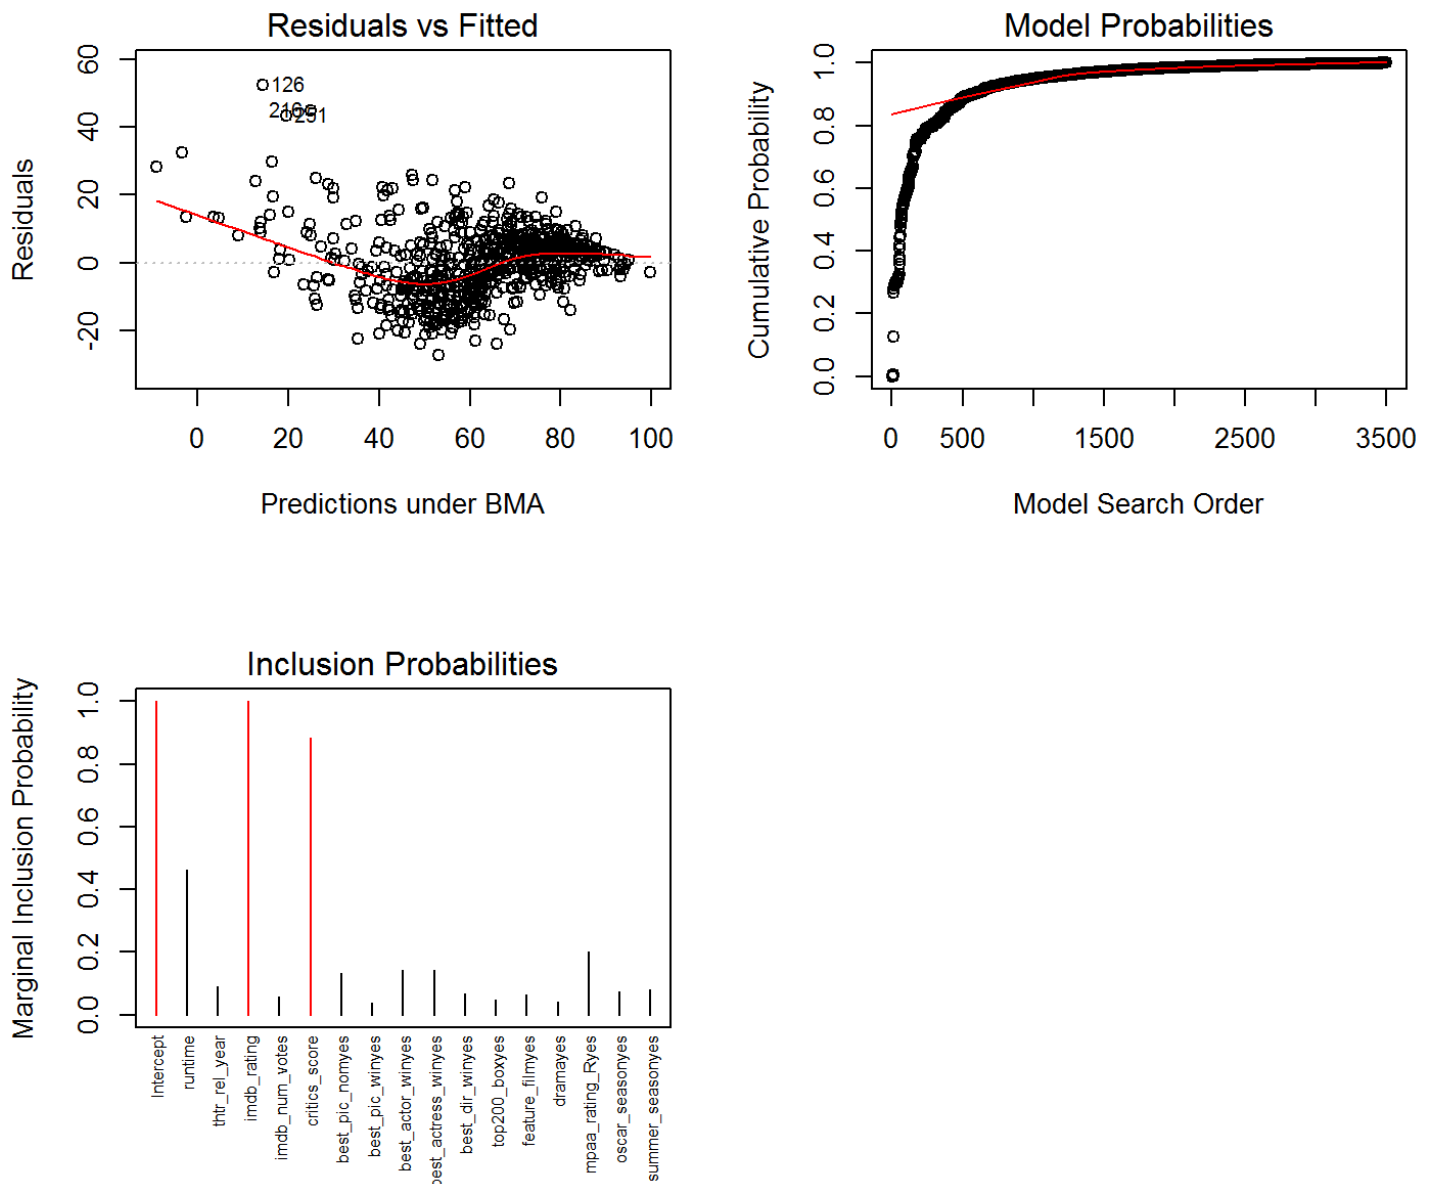 Residuals vs Fitted
Residuals
60
40
20
0
-20
126
216
251
0 20 40 60 80 100
Predictions under BMA
Model Probabilities
Cumulative Probability
1.0
0.8
0.6
0.4
0.2
0.0
0 500 1500 2500 3500
Model Search Order
Inclusion Probabilities
Marginal Inclusion Probability
1.0
0.8
0.6
0.4
0.2
0.0
Intercept
runtime
thtr_rel_year
imdb_rating
imdb_num_votes
critics_score
best_pic_nomyes
best_pic_winyes
best_actor_winyes
best_actress_winyes
best_dir_winyes
top200_boxyes
feature_filmyes
dramayes
mpaa_rating_Ryes
oscar_seasonyes
summer_seasonyes